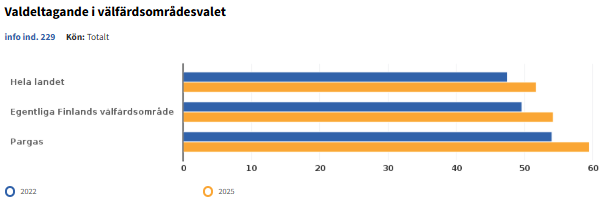 Valdeltagande i välfärdsområdesvalet
info ind. 229 Kön: Totalt
Hela landet
Egentliga Finlands välfärdsområde
Pargas
0 10 20 30 40 50 60
2022 2025